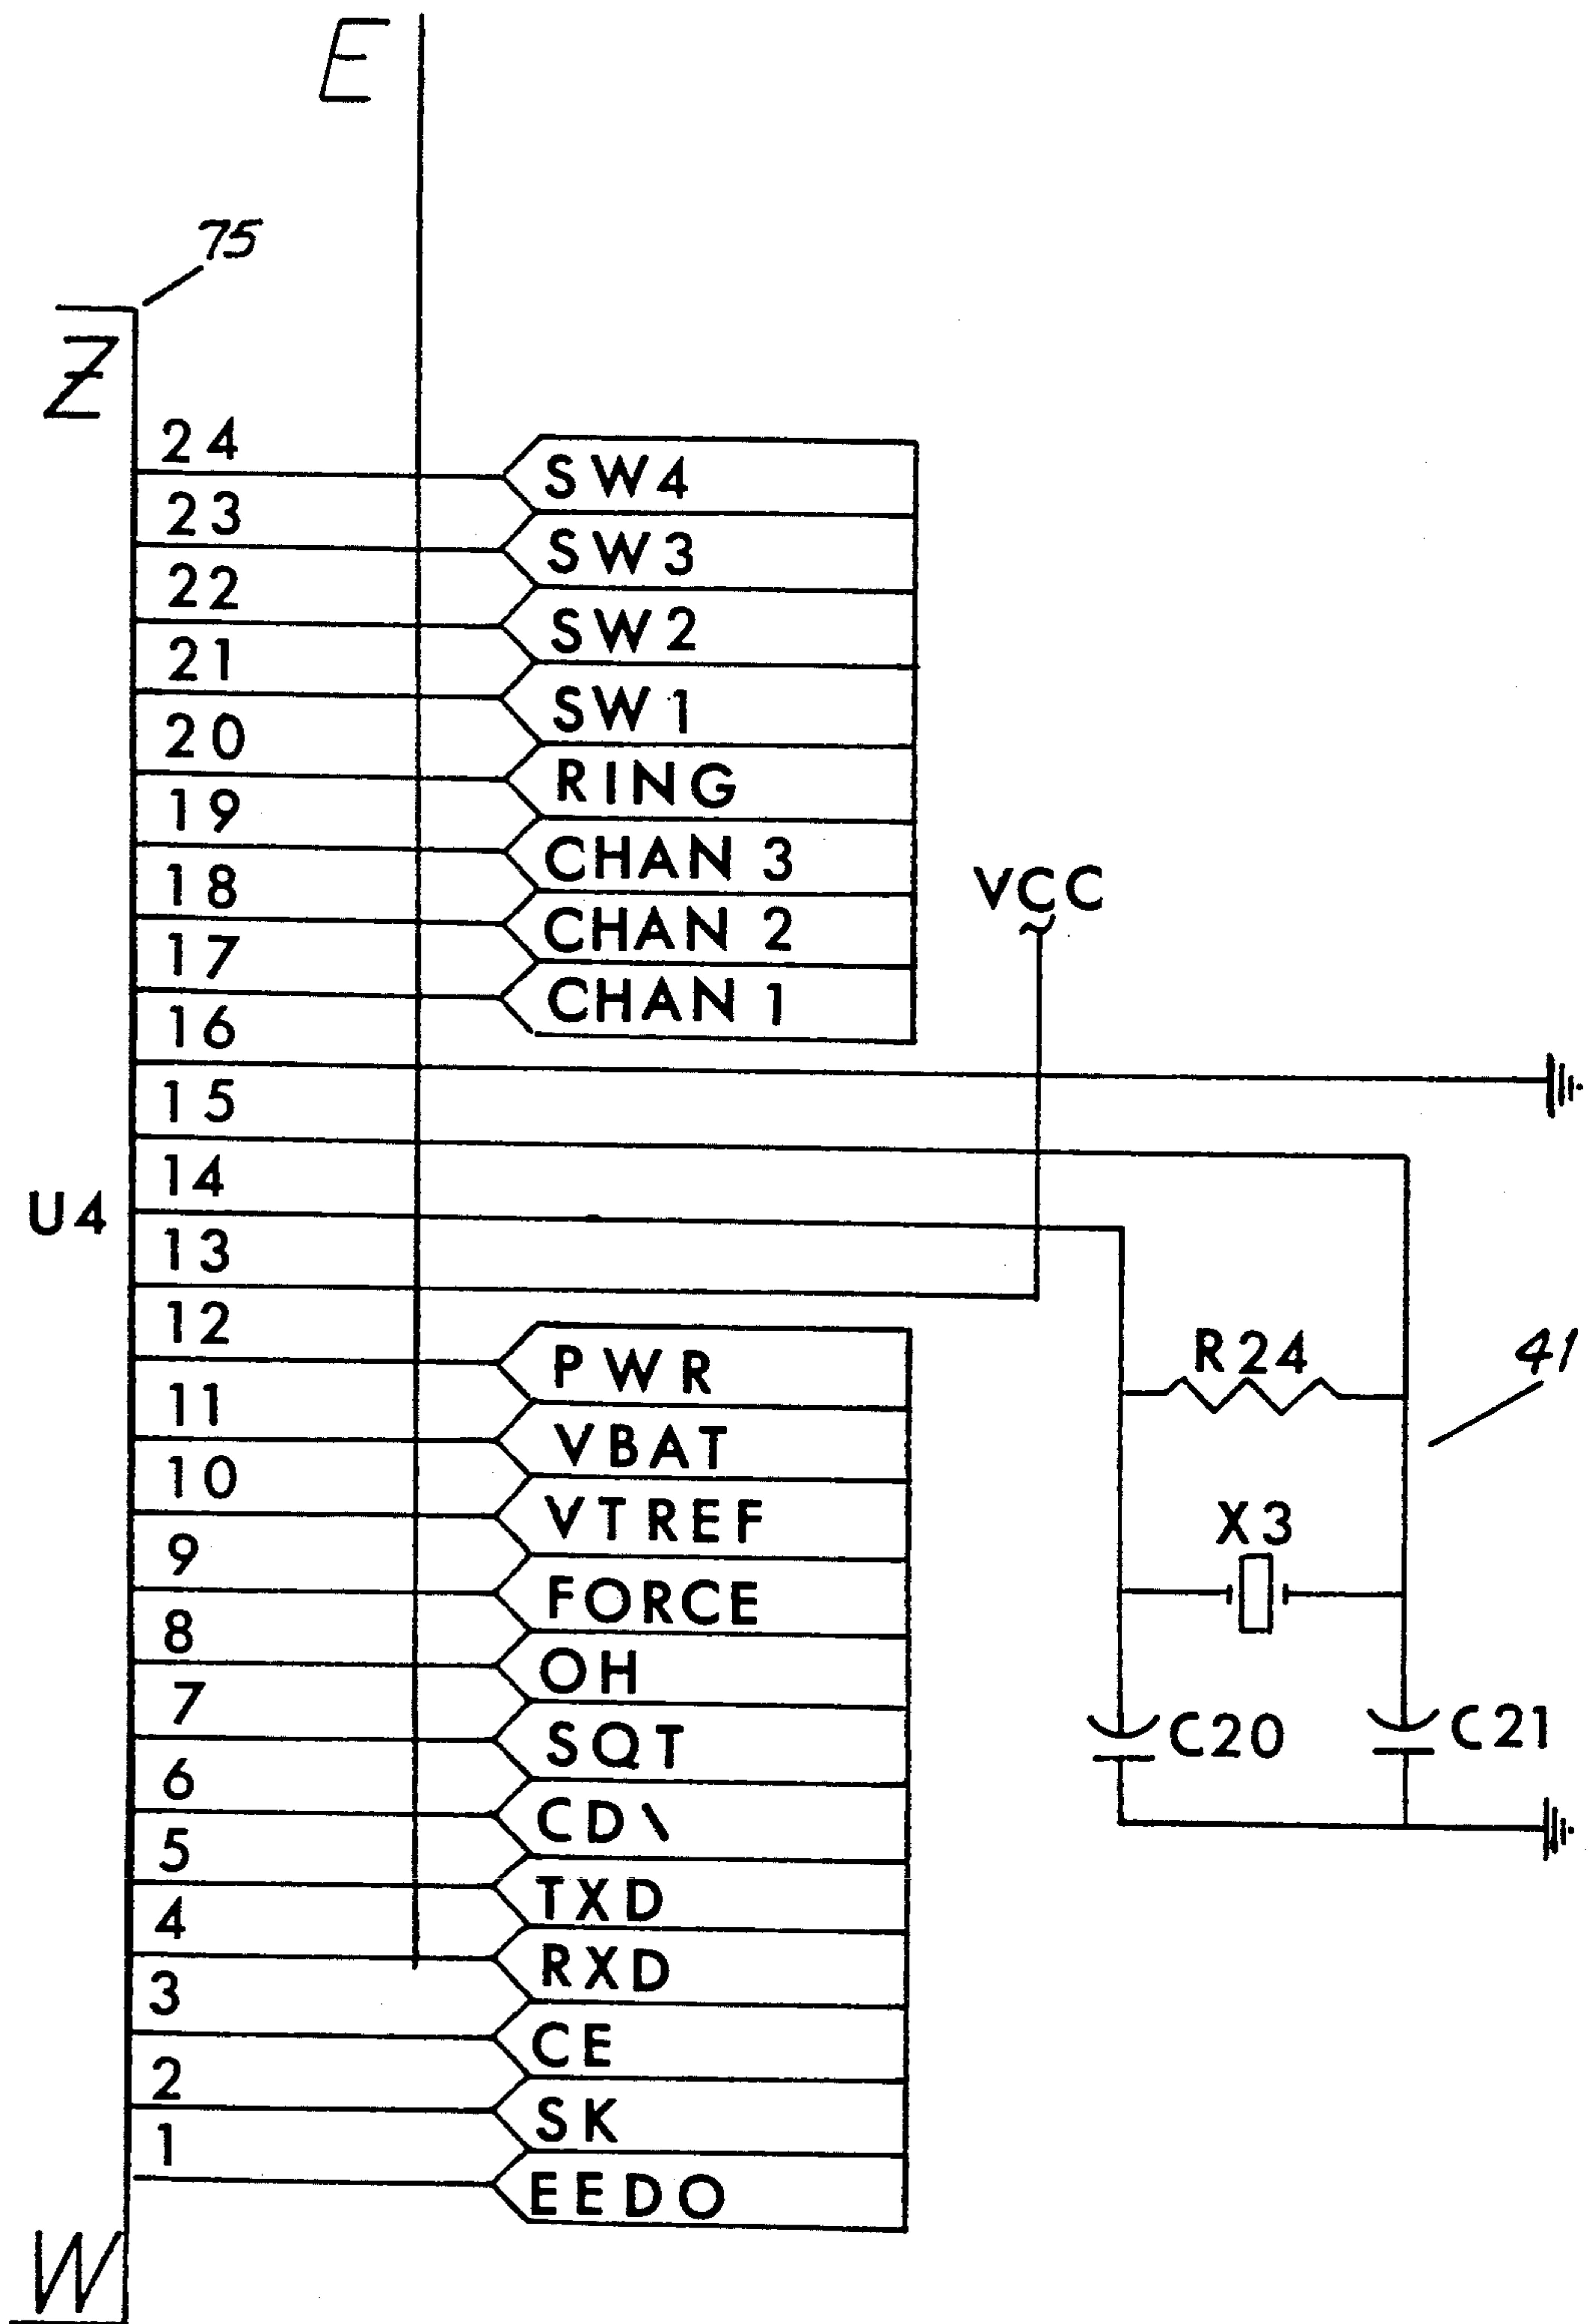 E
75
Z
24 SW4
23 SW3
22 SW2
21 SW1
20 RING
19 CHAN 3
18 CHAN 2
VCC
17 CHAN 1
16
15
14
U4
13
12 PWR
R24
41
11 VBAT
10 VTREF
X3
9 FORCE
8 OH
7 SQT
C20
C21
6 CD\
5 TXD
4 RXD
3 CE
2 SK
1 EEDO
W